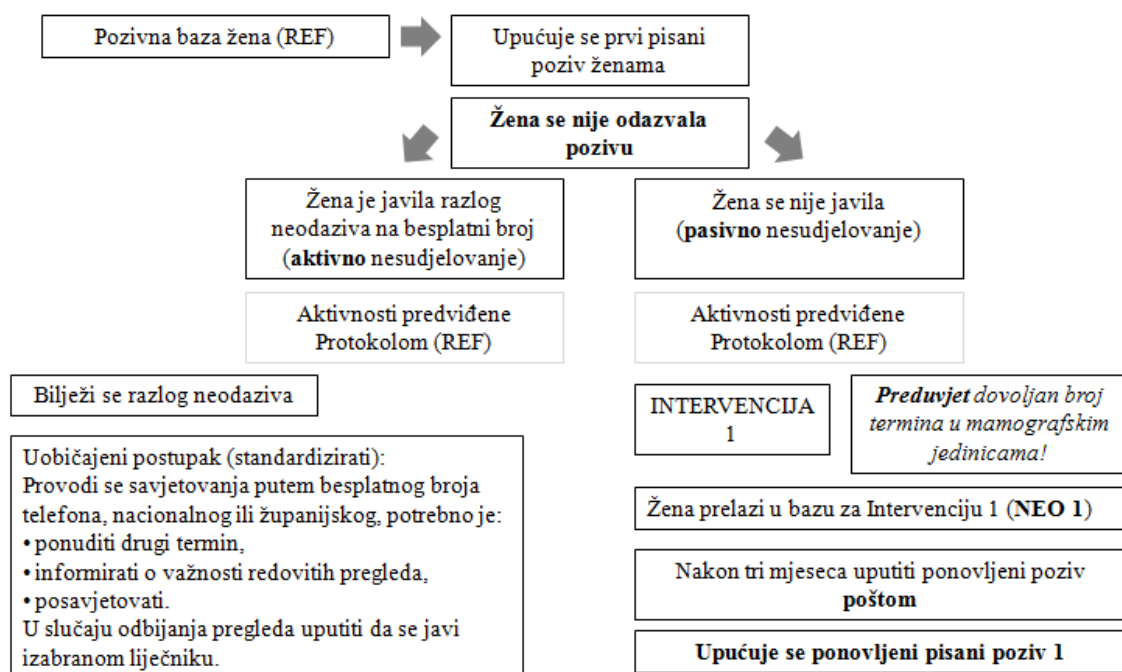 Pozivna baza žena (REF)
Upućuje se prvi pisani
poziv ženama
Žena se nije odazvala
pozivu
Žena je javila razlog
neodaziva na besplatni broj
(aktivno nesudjelovanje)
Žena se nije javila
(pasivno nesudjelovanje)
Aktivnosti predviđene
Protokolom (REF)
Aktivnosti predviđene
Protokolom (REF)
Bilježi se razlog neodaziva
Uobičajeni postupak (standardizirati):
Provodi se savjetovanja putem besplatnog broja
telefona, nacionalnog ili županijskog, potrebno je:
• ponuditi drugi termin,
• informirati o važnosti redovitih pregleda,
• posavjetovati.
U slučaju odbijanja pregleda uputiti da se javi
izabranom liječniku.
INTERVENCIJA
1
Preduvjet dovoljan broj
termina u mamografskim
jedinicama!
Žena prelazi u bazu za Intervenciju 1 (NEO 1)
Nakon tri mjeseca uputiti ponovljeni poziv
poštom
Upućuje se ponovljeni pisani poziv 1